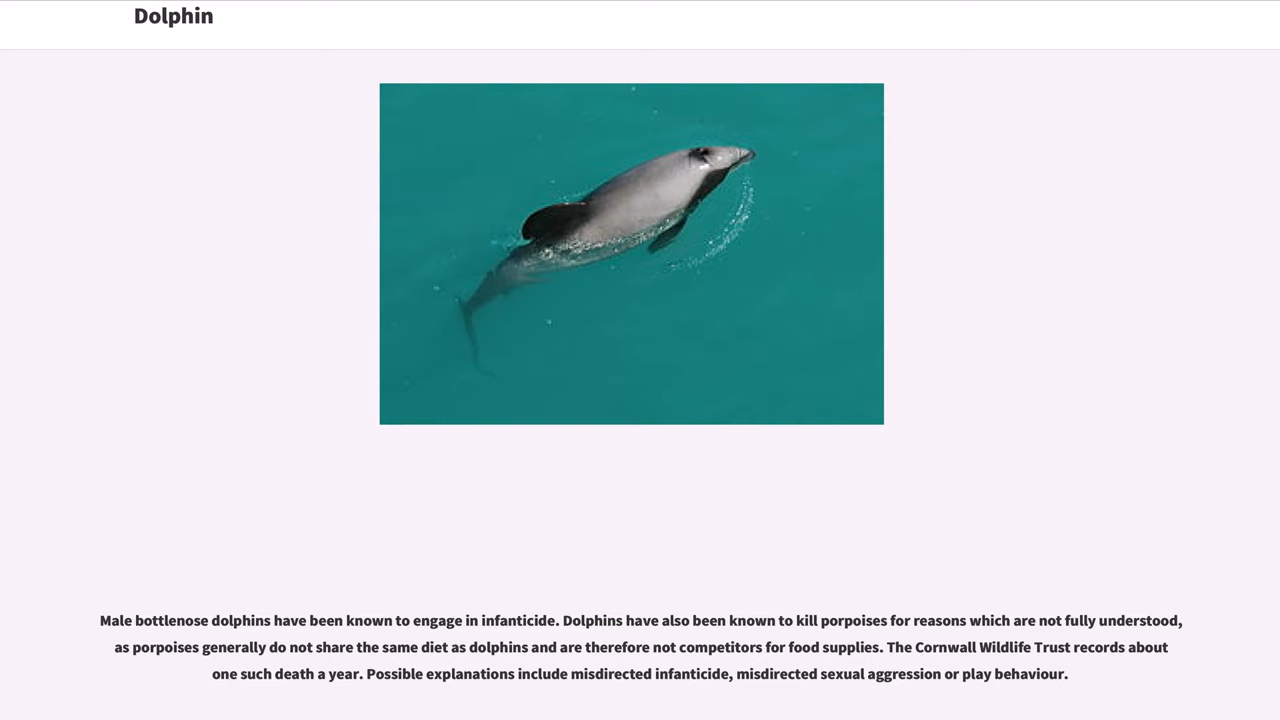 Dolphin
Male bottlenose dolphins have been known to engage in infanticide. Dolphins have also been known to kill porpoises for reasons which are not fully understood,
as porpoises generally do not share the same diet as dolphins and are therefore not competitors for food supplies. The Cornwall Wildlife Trust records about
one such death a year. Possible explanations include misdirected infanticide, misdirected sexual aggression or play behaviour.